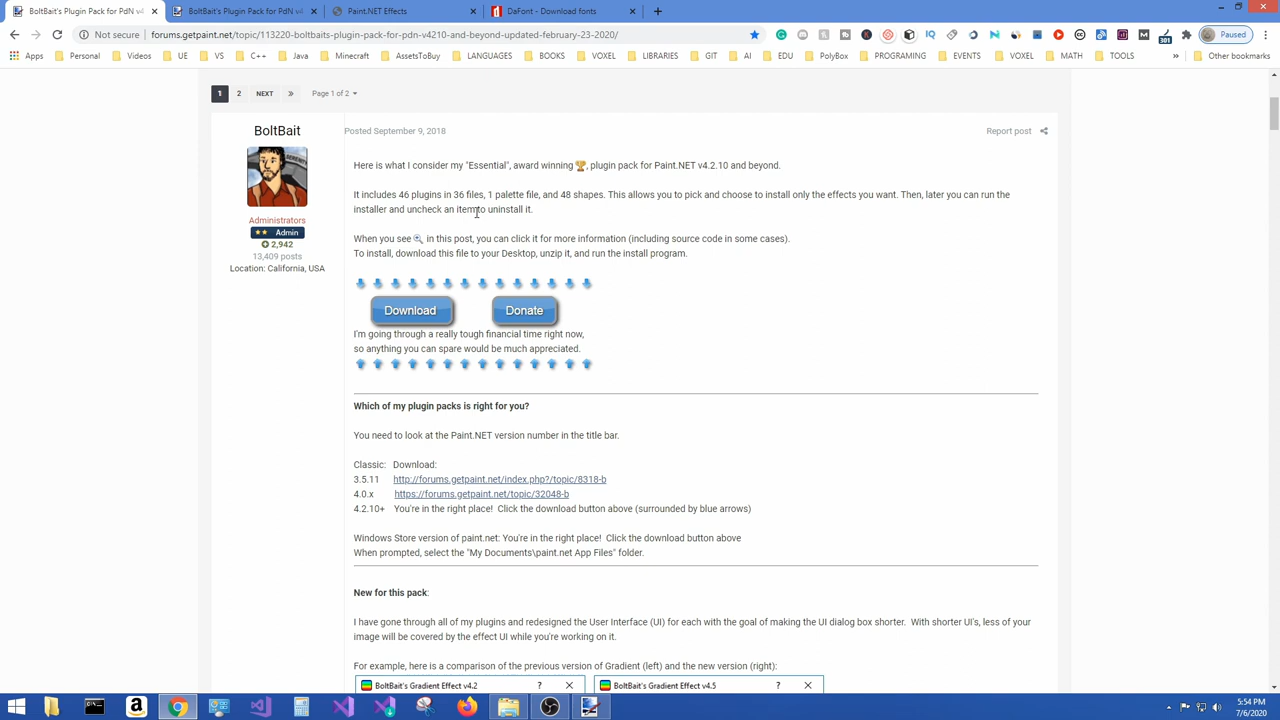 BoltBait's Plugin Pack for PdN v4
BoltBait's Plugin Pack for PdN v4
Paint.NET Effects
DaFont - Download fonts
Not secure
forums.getpaint.net/topic/113220-boltbaits-plugin-pack-for-pdn-v4210-and-beyond-updated-february-23-2020/
301
Paused
Apps
Personal
Videos
UE
VS
C++
Java
Minecraft
AssetsToBuy
LANGUAGES
BOOKS
VOXEL
LIBRARIES
GIT
AI
EDU
PolyBox
PROGRAMING
EVENTS
VOXEL
MATH
TOOLS
Other bookmarks
1
2
NEXT
Page 1 of 2
BoltBait
Administrators
Admin
2,942
13,409 posts
Location: California, USA
Posted September 9, 2018
Report post
Here is what I consider my "Essential", award winning , plugin pack for Paint.NET v4.2.10 and beyond.
It includes 46 plugins in 36 files, 1 palette file, and 48 shapes. This allows you to pick and choose to install only the effects you want. Then, later you can run the
installer and uncheck an item to uninstall it.
When you see in this post, you can click it for more information (including source code in some cases).
To install, download this file to your Desktop, unzip it, and run the install program.
Download
Donate
I'm going through a really tough financial time right now,
so anything you can spare would be much appreciated.
Which of my plugin packs is right for you?
You need to look at the Paint.NET version number in the title bar.
Classic: Download:
3.5.11 http://forums.getpaint.net/index.php?/topic/8318-b
4.0.x https://forums.getpaint.net/topic/32048-b
4.2.10+ You're in the right place! Click the download button above (surrounded by blue arrows)
Windows Store version of paint.net: You're in the right place! Click the download button above
When prompted, select the "My Documents\paint.net App Files" folder.
New for this pack:
I have gone through all of my plugins and redesigned the User Interface (UI) for each with the goal of making the UI dialog box shorter. With shorter UI's, less of your
image will be covered by the effect UI while you're working on it.
For example, here is a comparison of the previous version of Gradient (left) and the new version (right):
BoltBait's Gradient Effect v4.2
BoltBait's Gradient Effect v4.5
5:54 PM
7/6/2020